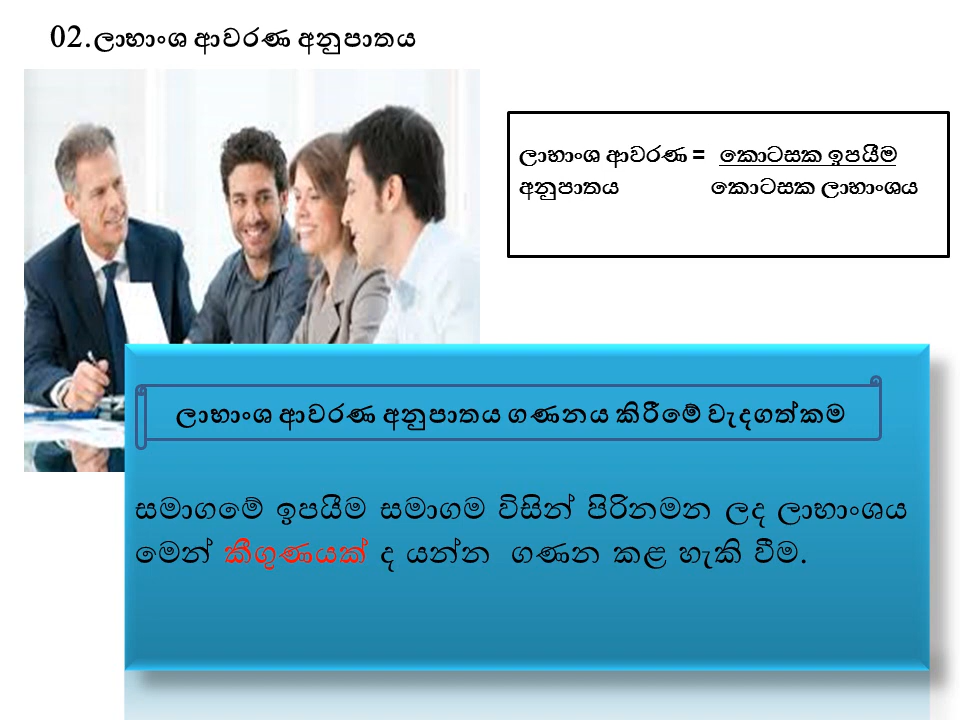 02.ලාභාංශ ආවරණ අනුපාතය
ලාභාංශ ආවරණ = කොටසක ඉපයීම
අනුපාතය කොටසක ලාභාංශය
ලාභාංශ ආවරණ අනුපාතය ගණනය කිරීමේ වැදගත්කම
සමාගමේ ඉපයීම සමාගම විසින් පිරිනමන ලද ලාභාංශය
මෙන් කීගුණයක් ද යන්න ගණන කළ හැකි වීම.